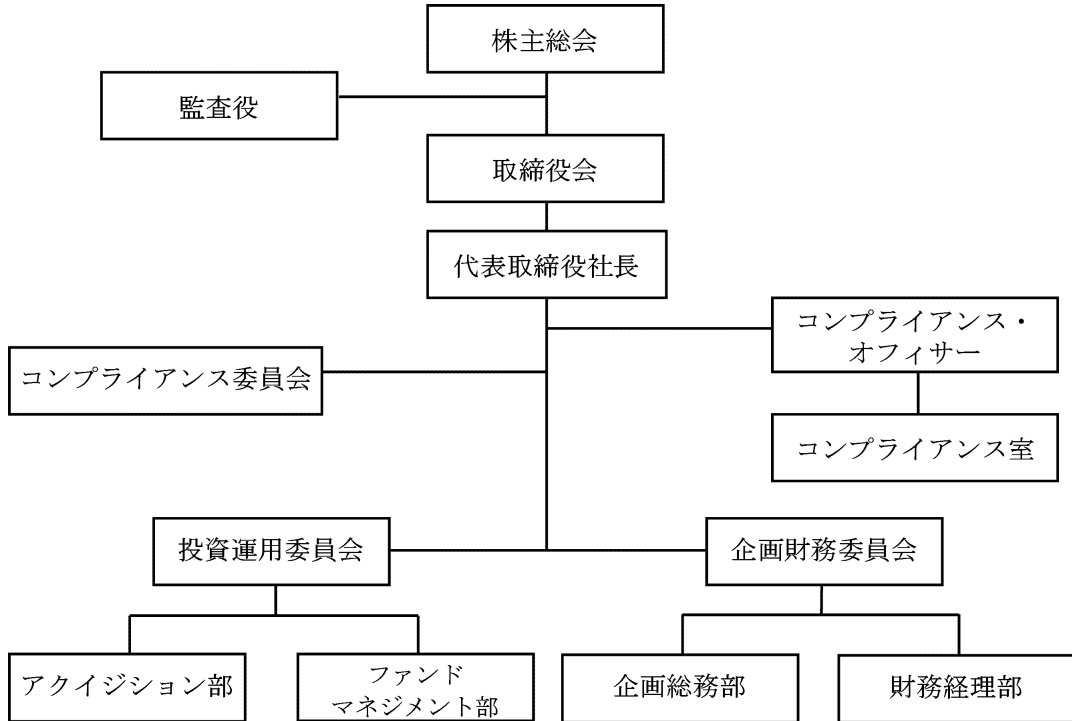 株主総会
監査役
取締役会
代表取締役社長
コンプライアンス・
オフィサー
コンプライアンス委員会
コンプライアンス室
投資運用委員会
企画財務委員会
アクイジション部
ファンド
マネジメント部
企画総務部
財務経理部